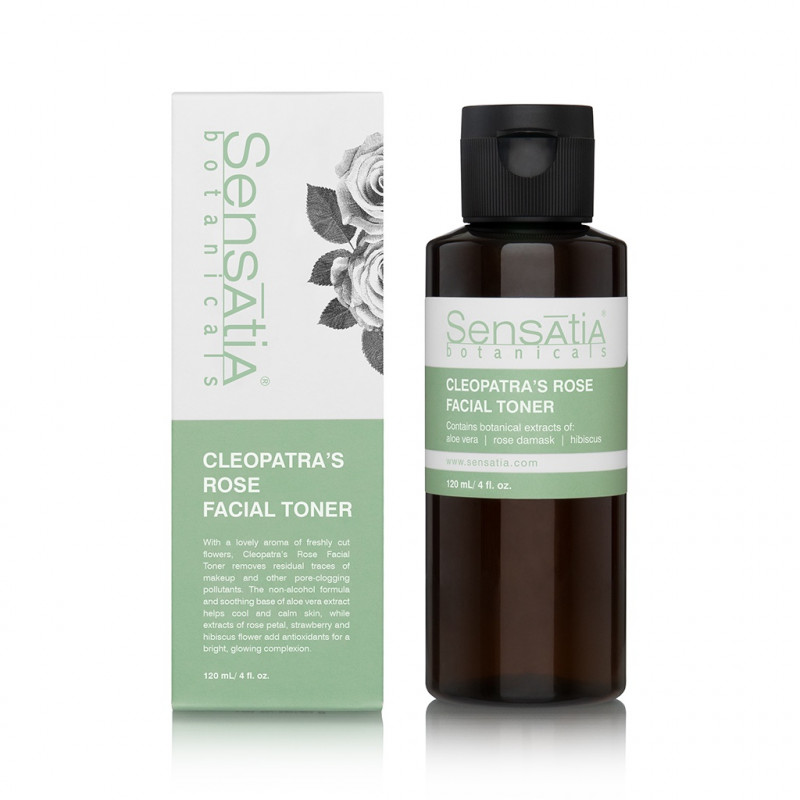 SensAtiA
botanicals
®
CLEOPATRA'S
ROSE
FACIAL TONER
With a lovely aroma of freshly cut
flowers, Cleopatra's Rose Facial
Toner removes residual traces of
makeup and other pore-clogging
pollutants. The non-alcohol formula
and soothing base of aloe vera extract
helps cool and calm skin, while
extracts of rose petal, strawberry and
hibiscus flower add antioxidants for a
bright, glowing complexion.
120 mL/ 4 fl. oz.
SensĀtiA®
botanicals
CLEOPATRA'S ROSE
FACIAL TONER
Contains botanical extracts of:
aloe vera | rose damask | hibiscus
www.sensatia.com
120 mL/ 4 fl. oz.